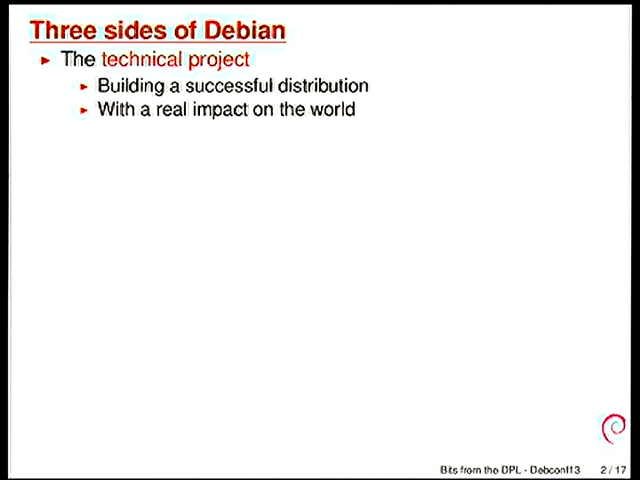 Three sides of Debian
The technical project
Building a successful distribution
With a real impact on the world
Bits from the DPL - Debconf13 2 / 17